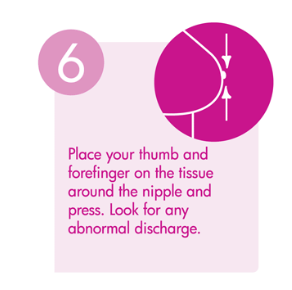 6
Place your thumb and
forefinger on the tissue
around the nipple and
press. Look for any
abnormal discharge.